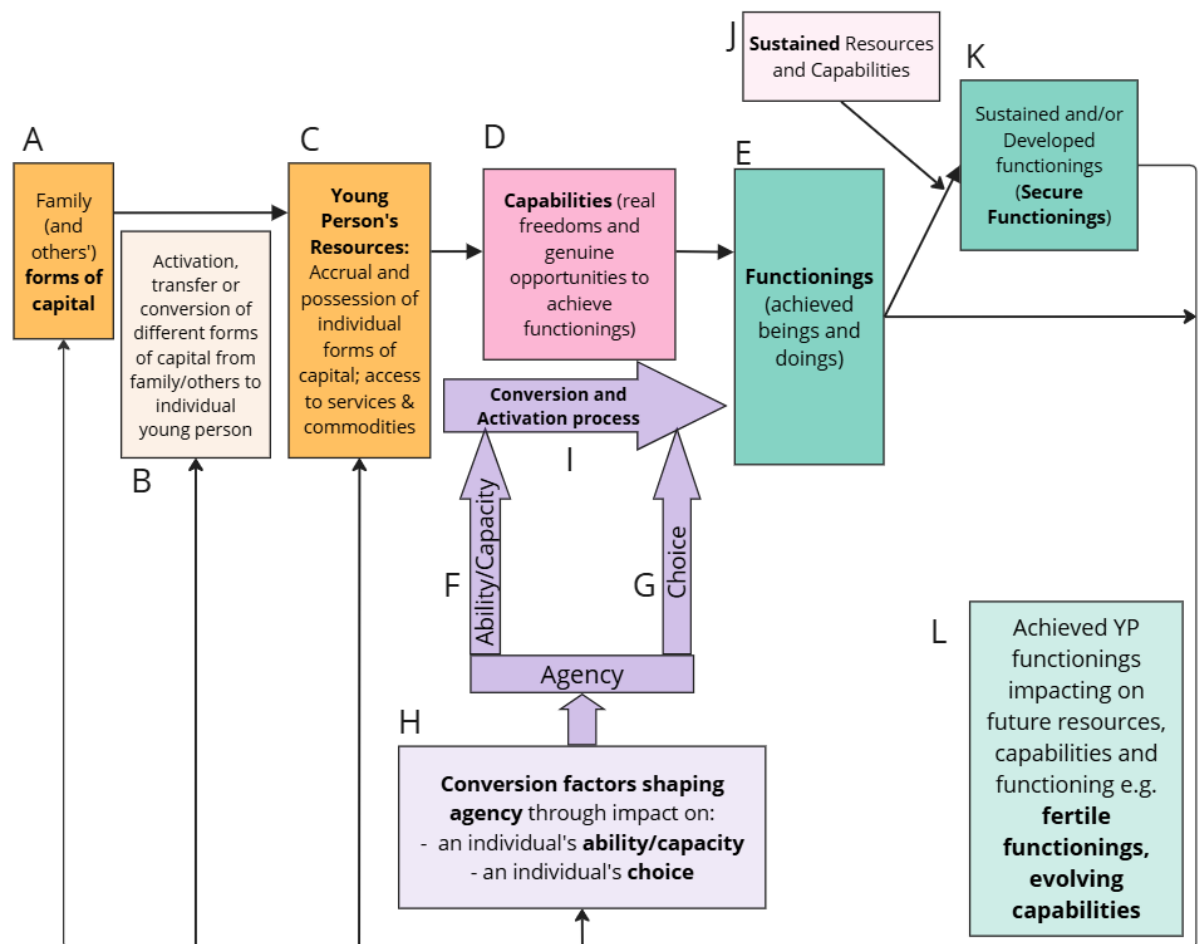 J
Sustained Resources
and Capabilities
K
Sustained and/or
Developed
functionings
(Secure
Functionings)
A
Family
(and
others')
forms of
capital
Activation,
transfer or
conversion of
different forms
of capital from
family/others to
individual
young person
B
C
Young
Person's
Resources:
Accrual and
possession of
individual
forms of
capital; access
to services &
commodities
D
Capabilities (real
freedoms and
genuine
opportunities to
achieve
functionings)
E
Functionings
(achieved
beings and
doings)
Conversion and
Activation process
I
F
Ability/Capacity
G
Choice
Agency
H
Conversion factors shaping
agency through impact on:
- an individual's ability/capacity
- an individual's choice
L
Achieved YP
functionings
impacting on
future resources,
capabilities and
functioning e.g.
fertile
functionings,
evolving
capabilities